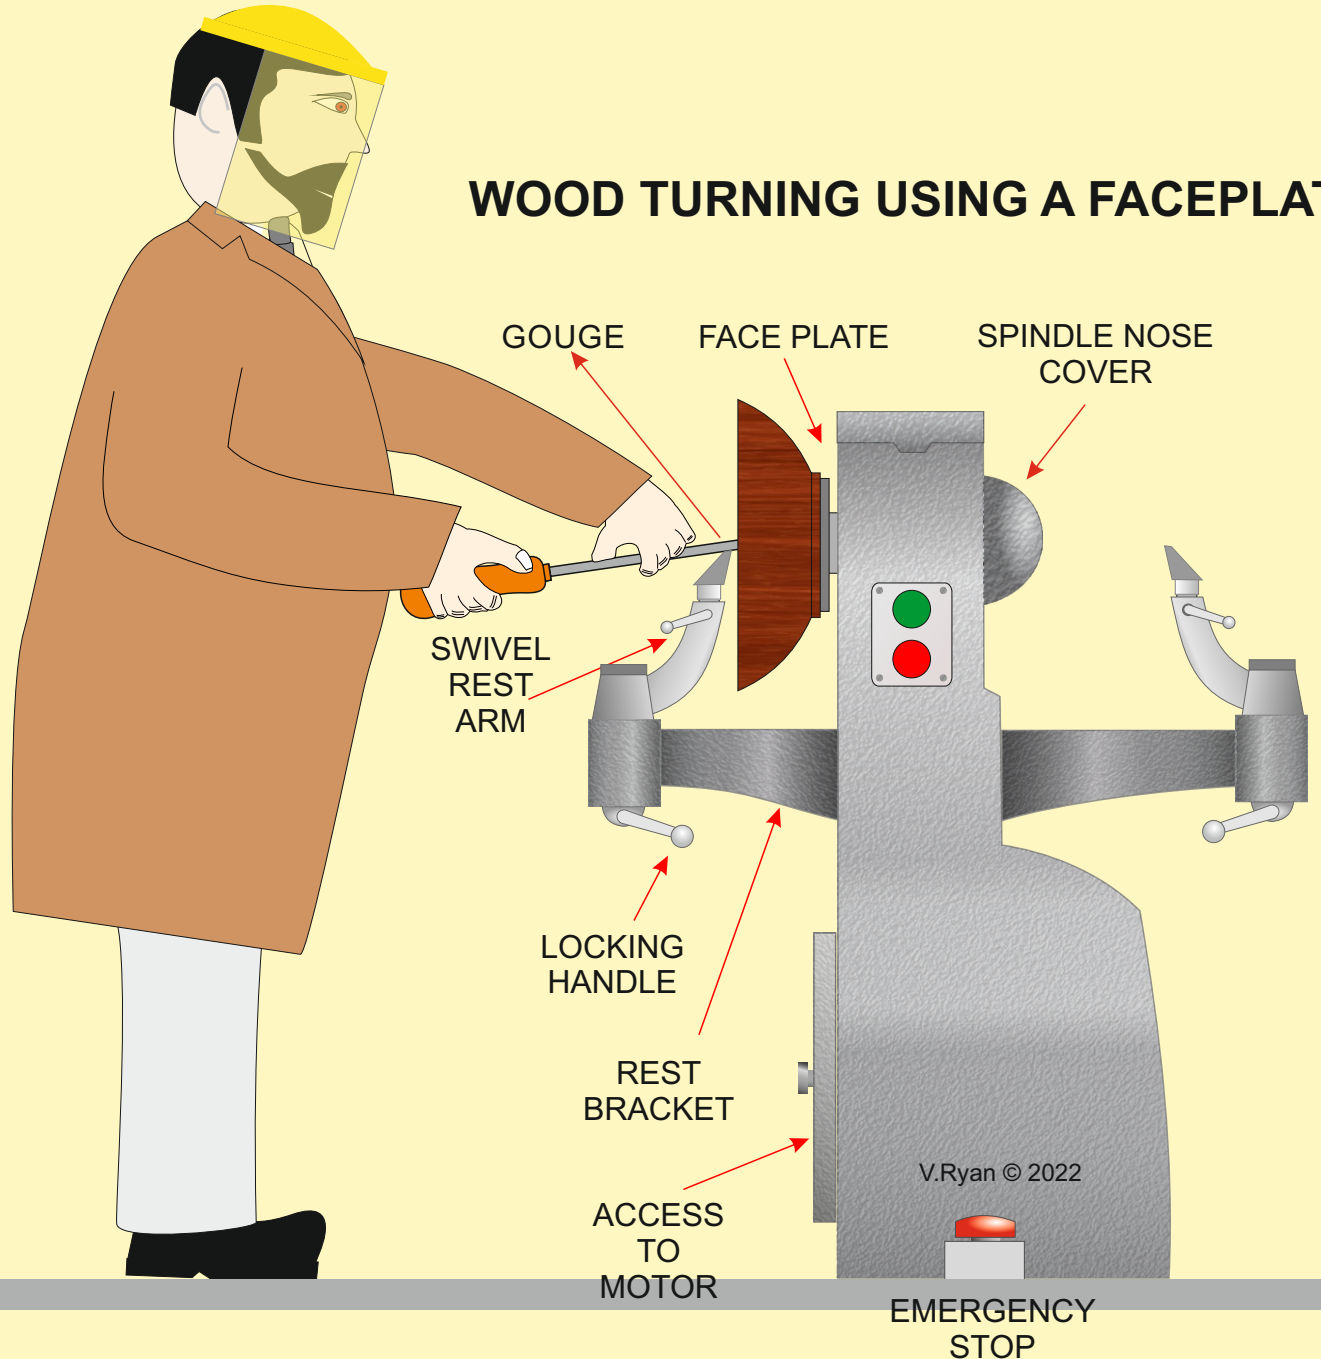 WOOD TURNING USING A FACEPLAT
GOUGE
FACE PLATE
SPINDLE NOSE
COVER
SWIVEL
REST
ARM
LOCKING
HANDLE
REST
BRACKET
V.Ryan © 2022
ACCESS
TO
MOTOR
EMERGENCY
STOP